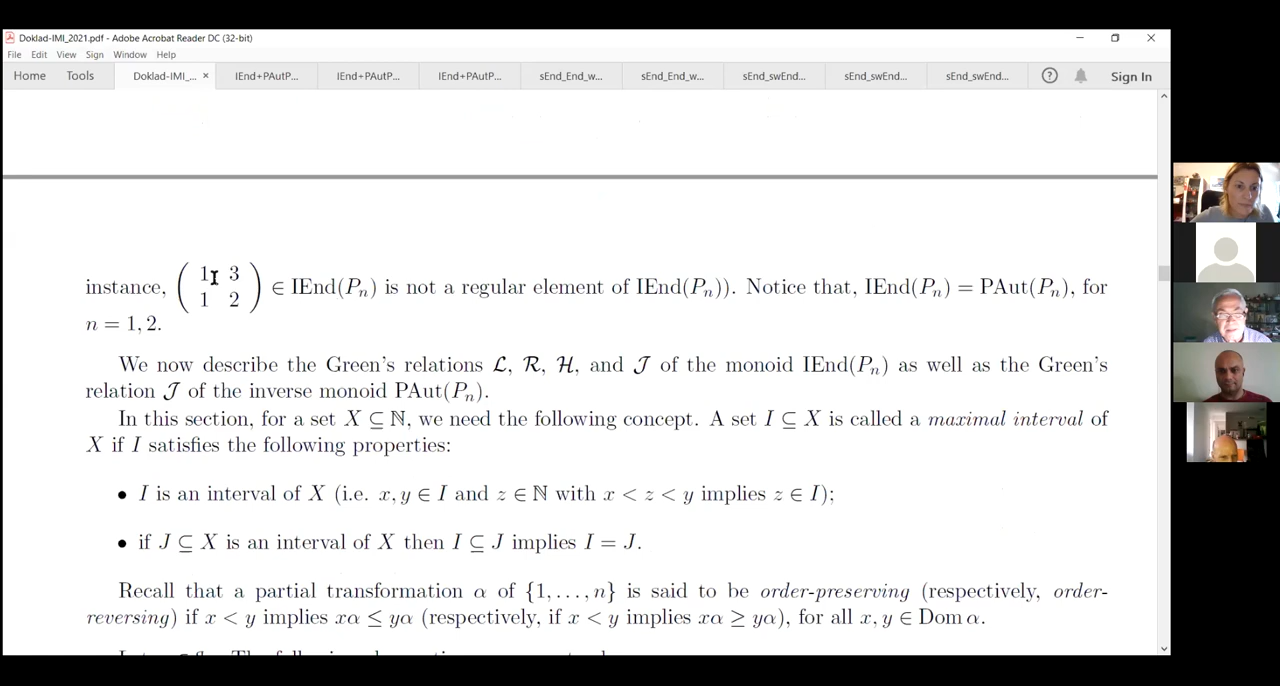 Doklad-IMI_2021.pdf - Adobe Acrobat Reader DC (32-bit)
File Edit View Sign Window Help
Home Tools Doklad-IMI_... × IEnd+PAutP... IEnd+PAutP... IEnd+PAutP... sEnd_End_w... sEnd_End_w... sEnd_swEnd... sEnd_swEnd... sEnd_swEnd... Sign In
instance, ( 1 3 / 1 2 ) ∈ IEnd(Pₙ) is not a regular element of IEnd(Pₙ)). Notice that, IEnd(Pₙ) = PAut(Pₙ), for
n = 1, 2.
We now describe the Green's relations ℒ, ℛ, ℋ, and 𝒥 of the monoid IEnd(Pₙ) as well as the Green's
relation 𝒥 of the inverse monoid PAut(Pₙ).
In this section, for a set X ⊆ ℕ, we need the following concept. A set I ⊆ X is called a maximal interval of
X if I satisfies the following properties:
• I is an interval of X (i.e. x, y ∈ I and z ∈ ℕ with x < z < y implies z ∈ I);
• if J ⊆ X is an interval of X then I ⊆ J implies I = J.
Recall that a partial transformation α of {1, . . . , n} is said to be order-preserving (respectively, order-
reversing) if x < y implies xα ≤ yα (respectively, if x < y implies xα ≥ yα), for all x, y ∈ Dom α.